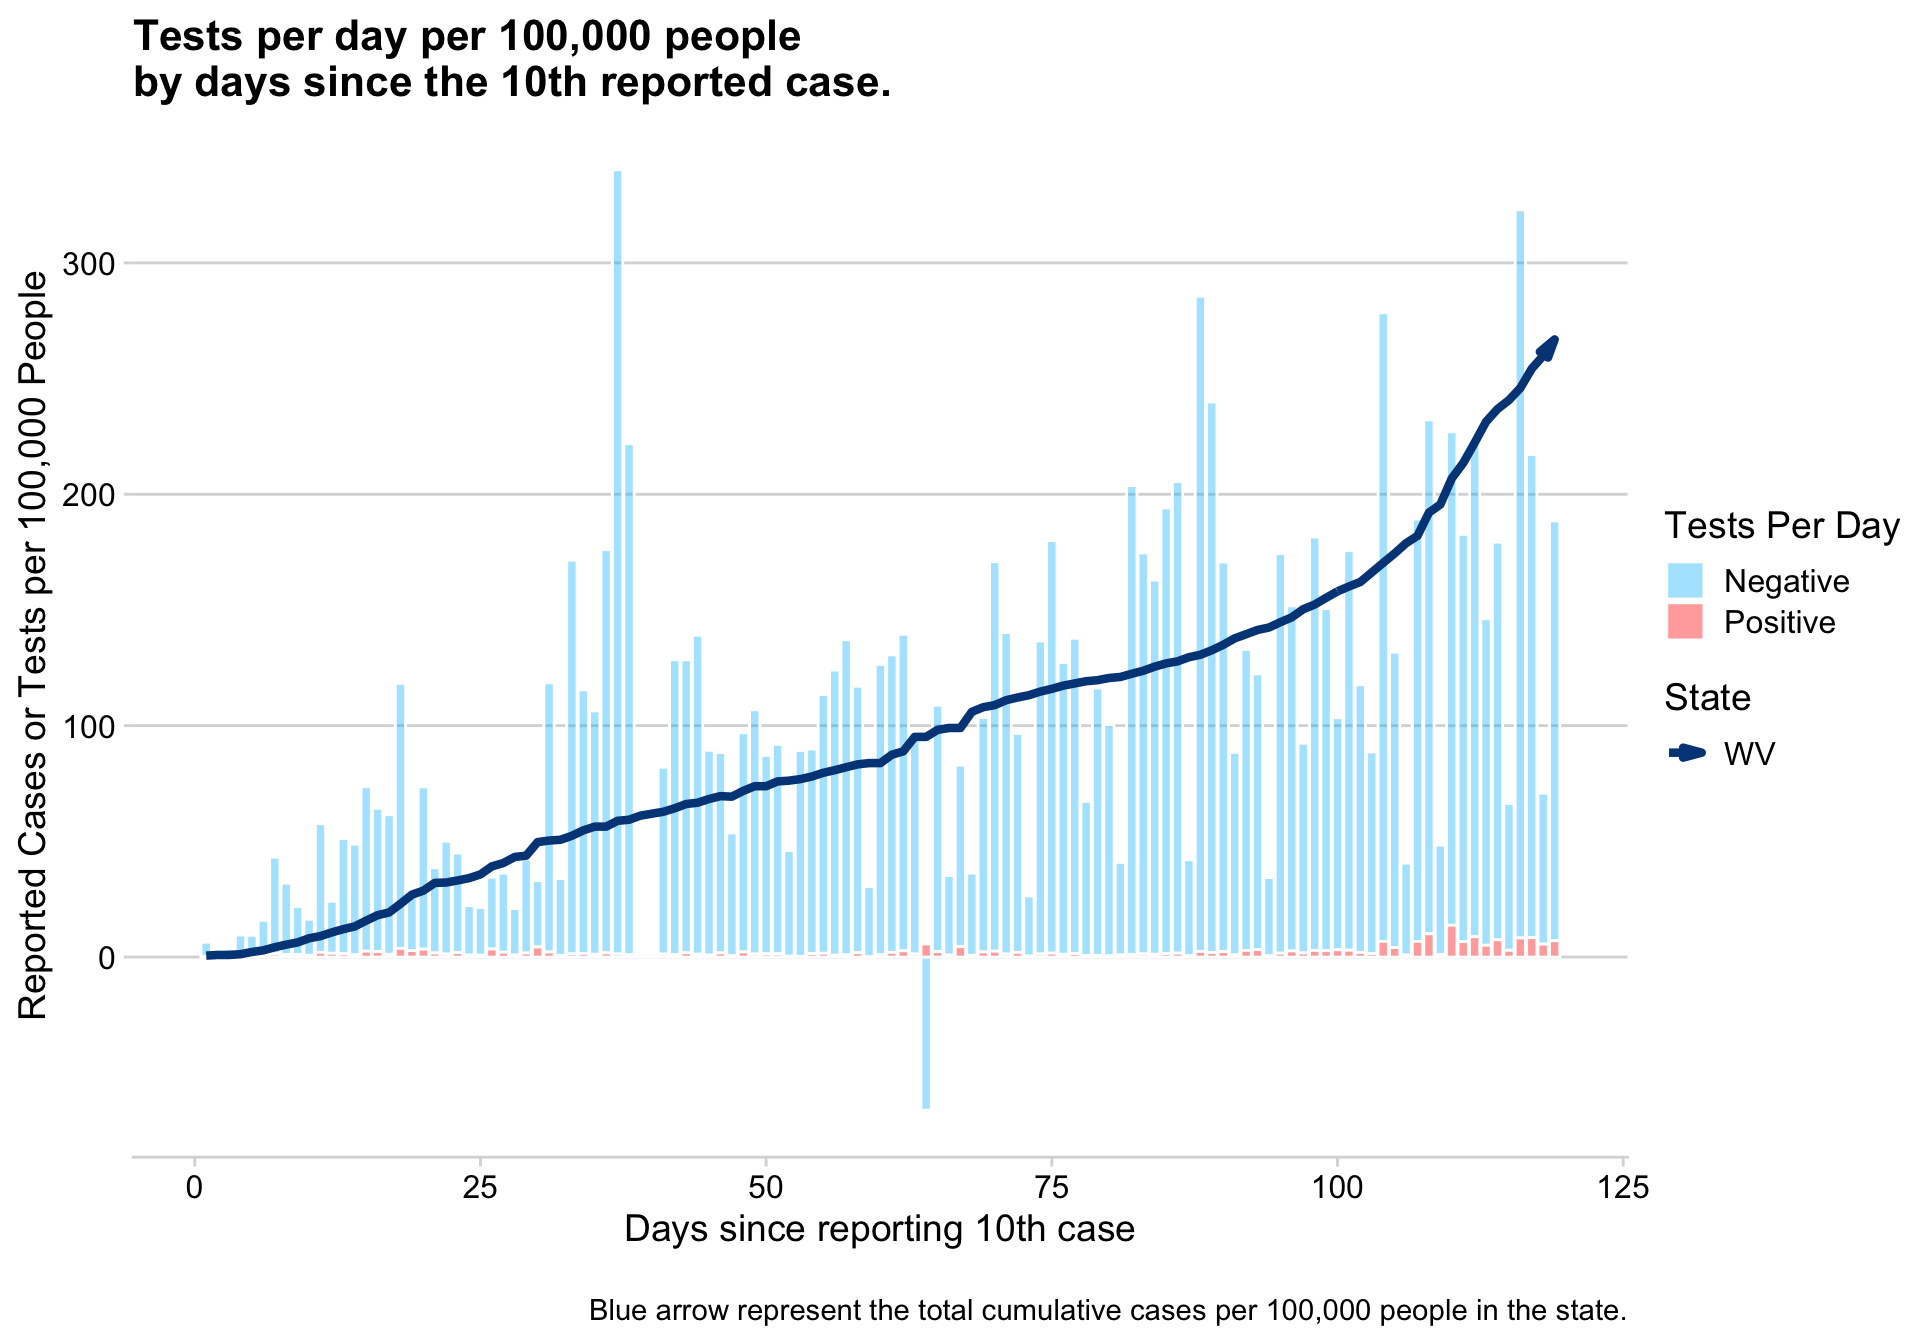 Tests per day per 100,000 people
by days since the 10th reported case.
Reported Cases or Tests per 100,000 People
300
200
100
0
0
25
50
75
100
125
Days since reporting 10th case
Tests Per Day
Negative
Positive
State
WV
Blue arrow represent the total cumulative cases per 100,000 people in the state.